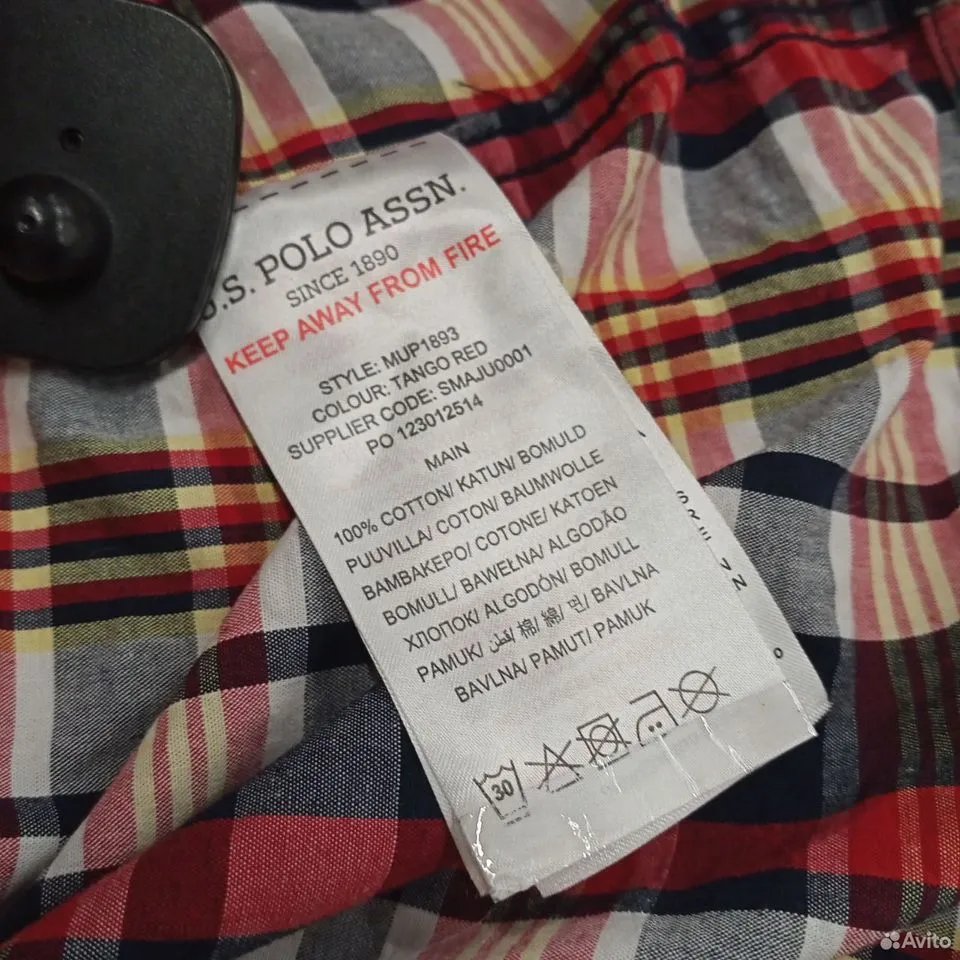 U.S. POLO ASSN.
SINCE 1890
KEEP AWAY FROM FIRE
STYLE: MUP1893
COLOUR: TANGO RED
SUPPLIER CODE: SMAJU0001
PO 123012514
MAIN
100% COTTON/ KATUN/ BOMULD
PUUVILLA/ COTON/ BAUMWOLLE
ΒΑΜΒΑΚΕΡΟ/ COTONE/ KATOEN
BOMULL/ BAWEŁNA/ ALGODÃO
ХЛОПОК/ ALGODÓN/ BOMULL
PAMUK/ قطن/ 棉/ 綿/ 면/ BAVLNA
BAVLNA/ PAMUT/ PAMUK
30
Avito